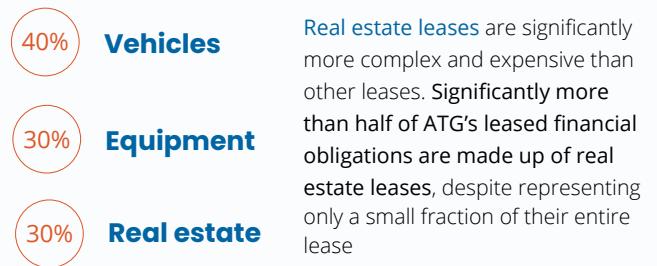 40% Vehicles
30% Equipment
30% Real estate
Real estate leases are significantly
more complex and expensive than
other leases. Significantly more
than half of ATG’s leased financial
obligations are made up of real
estate leases, despite representing
only a small fraction of their entire
lease